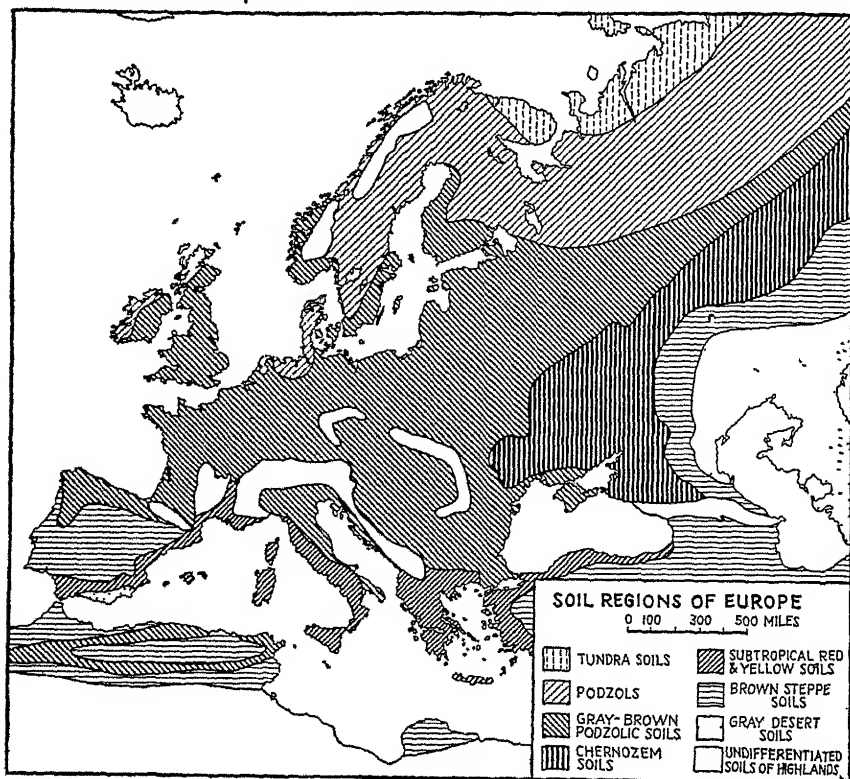 SOIL REGIONS OF EUROPE
0 100 300 500 MILES
TUNDRA SOILS
PODZOLS
GRAY-BROWN
PODZOLIC SOILS
CHERNOZEM
SOILS
SUBTROPICAL RED
& YELLOW SOILS
BROWN STEPPE
SOILS
GRAY DESERT
SOILS
UNDIFFERENTIATED
SOILS OF HIGHLANDS